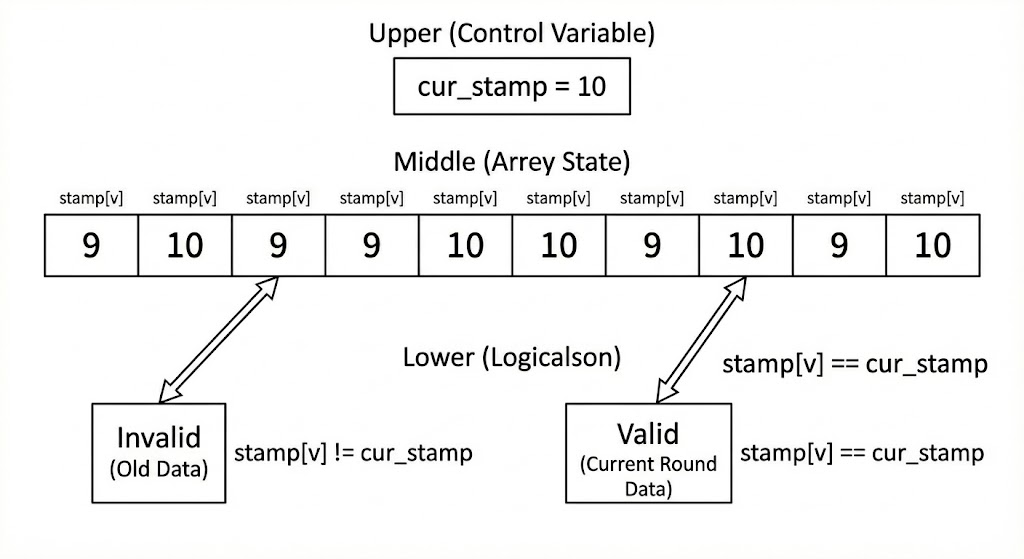 Upper (Control Variable)
cur_stamp = 10
Middle (Arrey State)
stamp[v] stamp[v] stamp[v] stamp[v] stamp[v] stamp[v] stamp[v] stamp[v] stamp[v] stamp[v]
9 10 9 9 10 10 9 10 9 10
Lower (Logicalson)
stamp[v] == cur_stamp
Invalid
(Old Data)
stamp[v] != cur_stamp
Valid
(Current Round
Data)
stamp[v] == cur_stamp